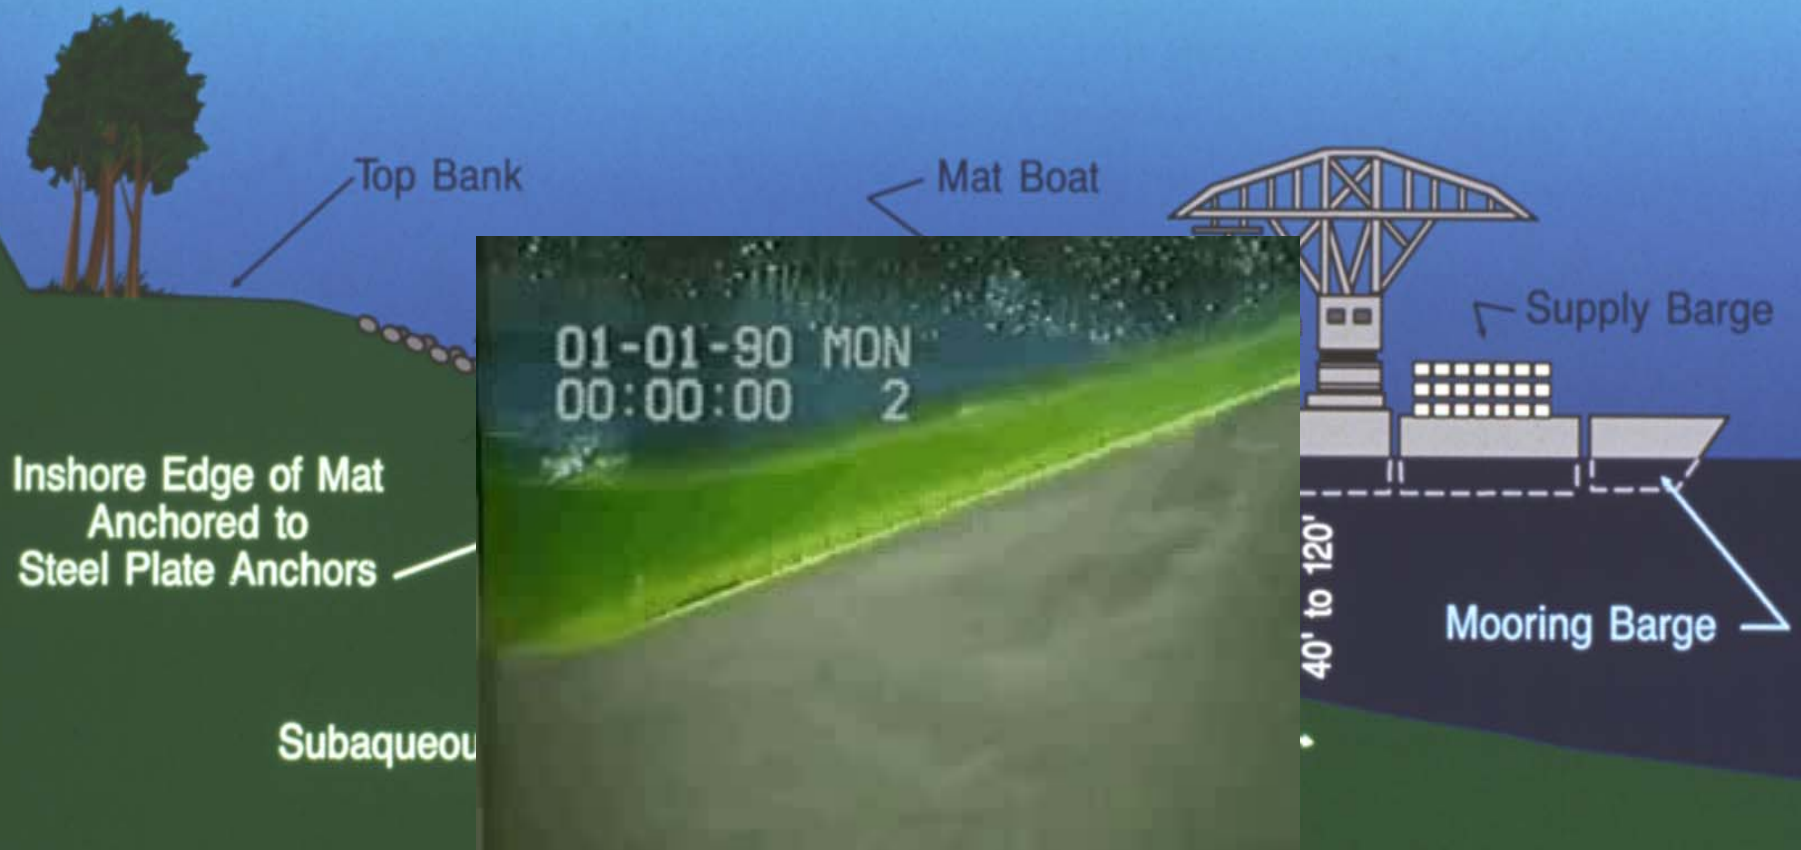 Top Bank
Mat Boat
Supply Barge
01-01-90 MON
00:00:00 2
Inshore Edge of Mat
Anchored to
Steel Plate Anchors
40' to 120'
Mooring Barge